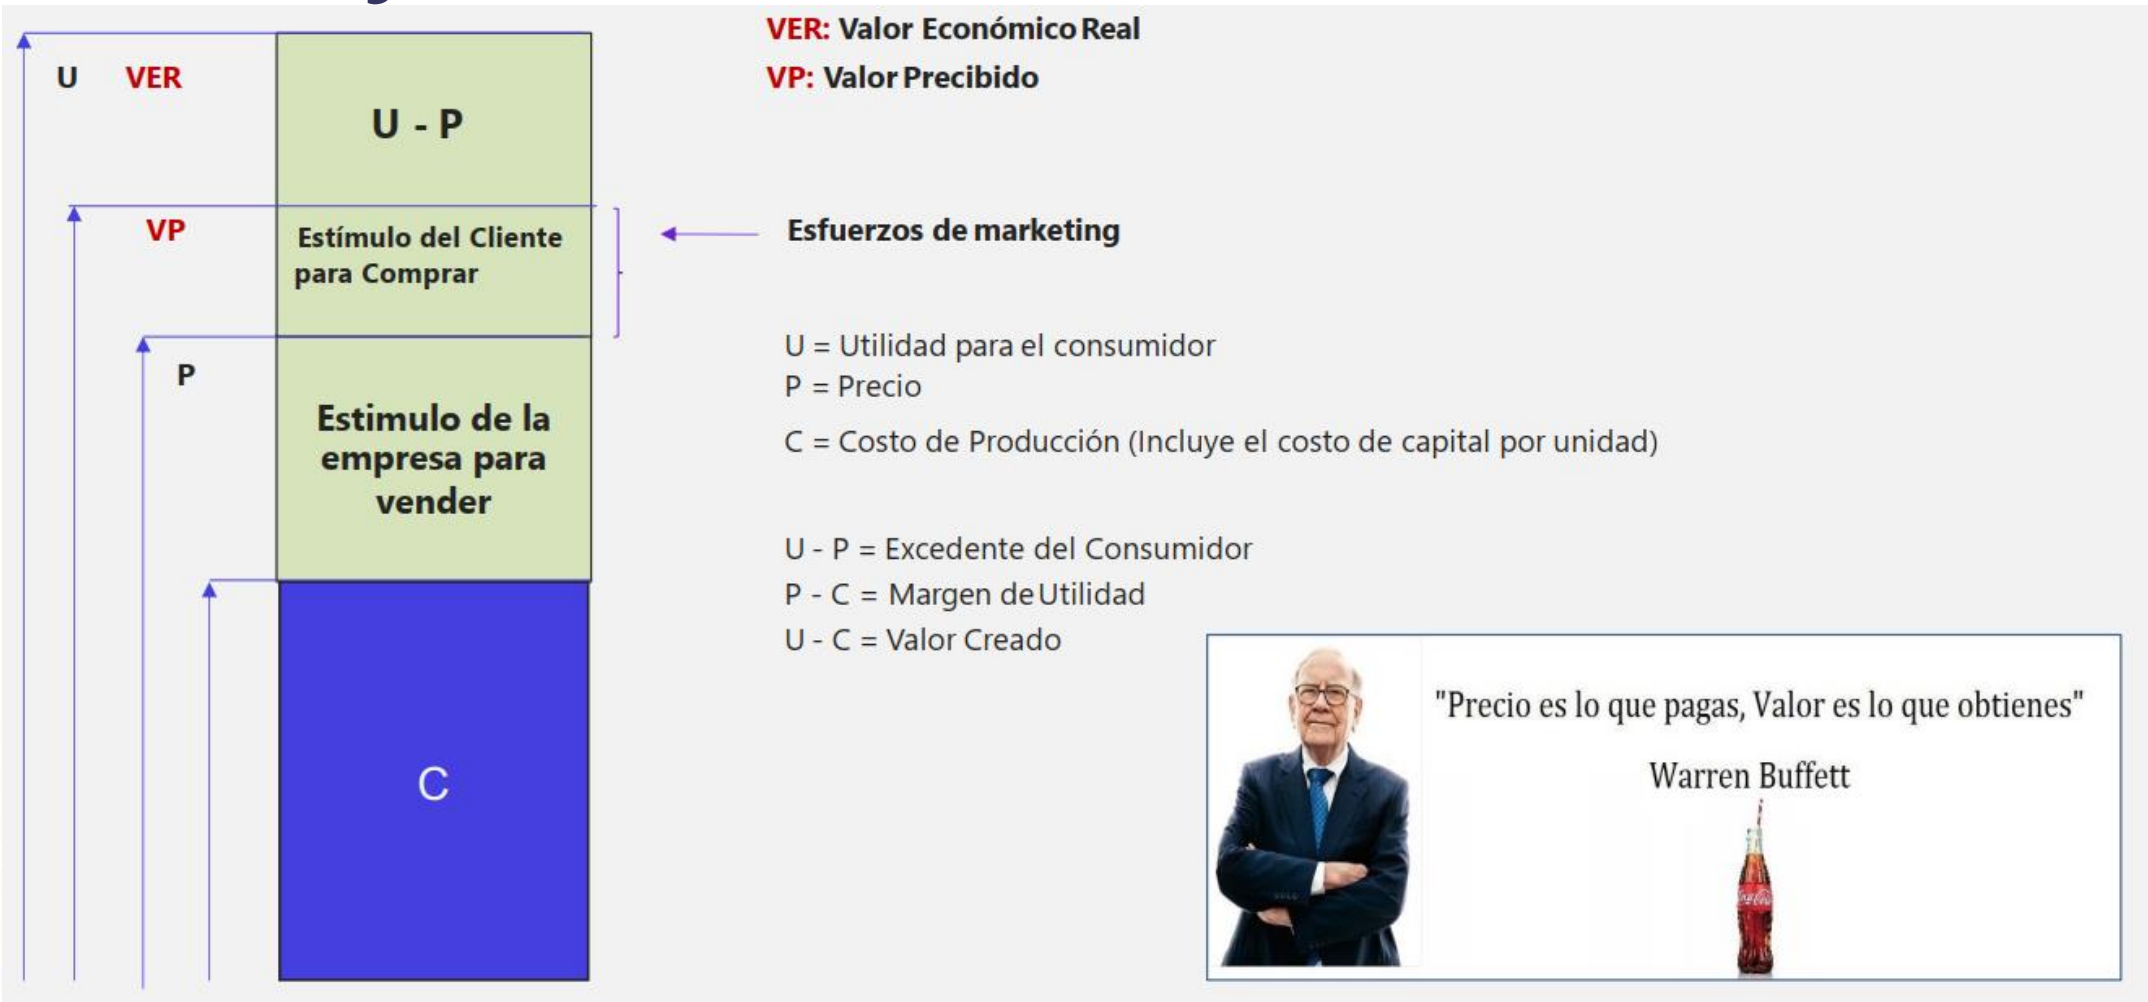 VER: Valor Económico Real
VP: Valor Precibido
U VER
U - P
VP
Estímulo del Cliente
para Comprar
Esfuerzos de marketing
P
Estimulo de la
empresa para
vender
U = Utilidad para el consumidor
P = Precio
C = Costo de Producción (Incluye el costo de capital por unidad)
U - P = Excedente del Consumidor
P - C = Margen de Utilidad
U - C = Valor Creado
C
"Precio es lo que pagas, Valor es lo que obtienes"
Warren Buffett
Coca-Cola